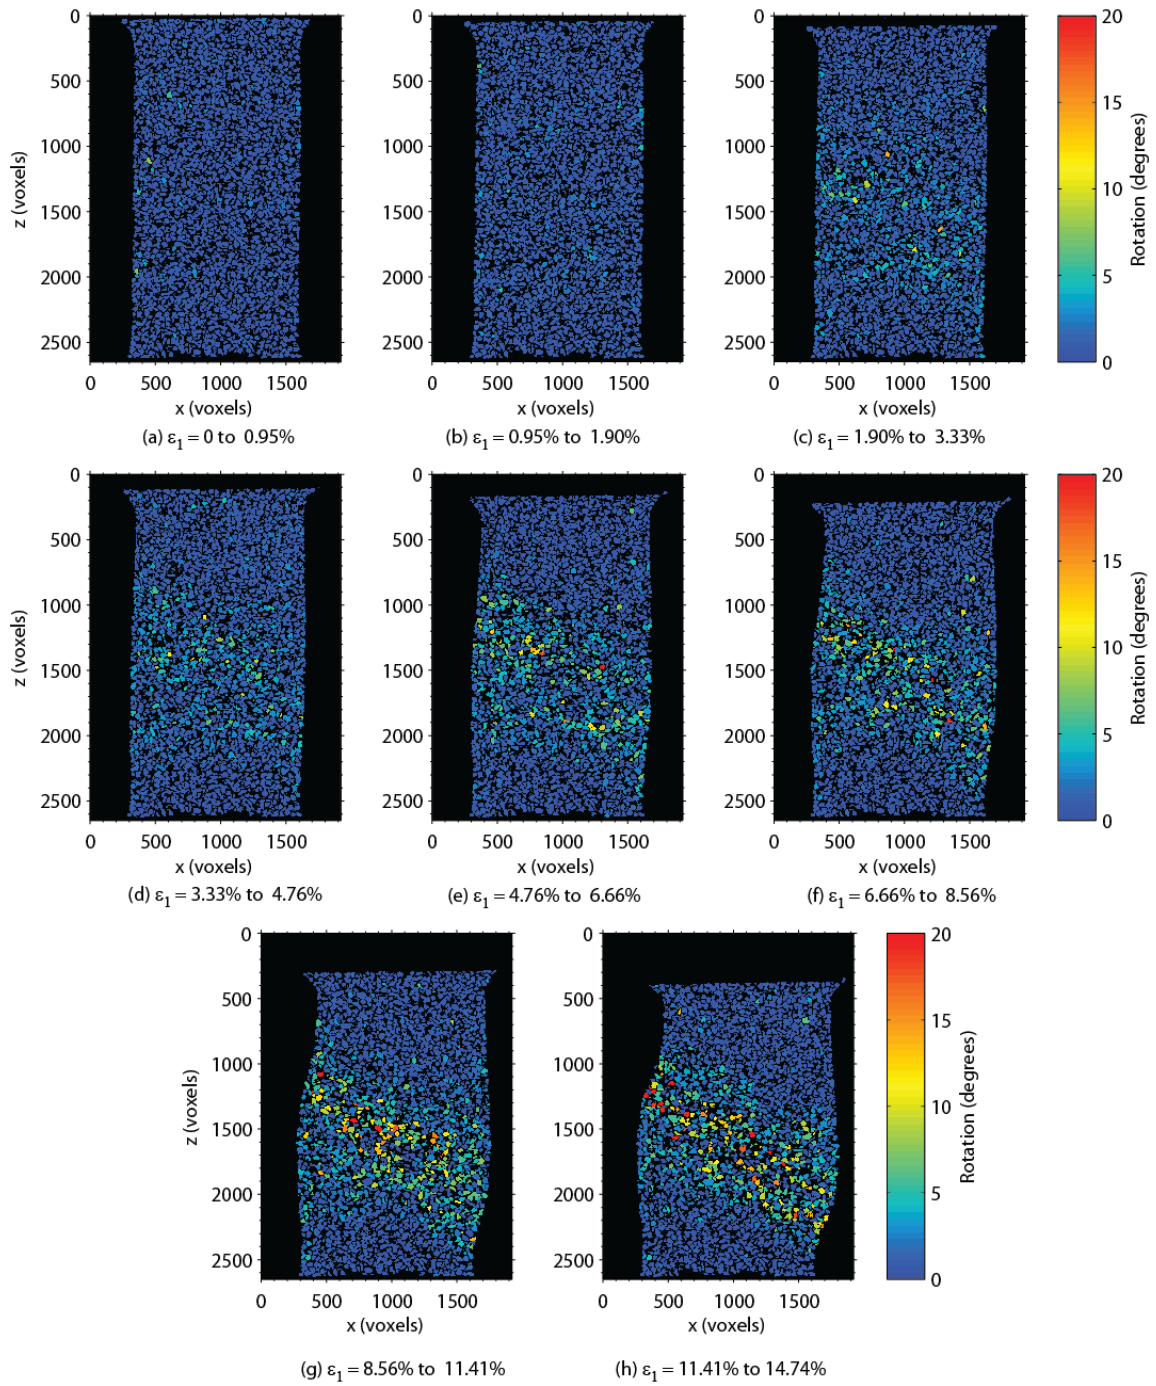 0
500
1000
1500
2000
2500
z (voxels)
0 500 1000 1500
x (voxels)
(a) ε1 = 0 to 0.95%
0
500
1000
1500
2000
2500
0 500 1000 1500
x (voxels)
(b) ε1 = 0.95% to 1.90%
0
500
1000
1500
2000
2500
0 500 1000 1500
x (voxels)
(c) ε1 = 1.90% to 3.33%
20
15
10
5
0
Rotation (degrees)
0
500
1000
1500
2000
2500
z (voxels)
0 500 1000 1500
x (voxels)
(d) ε1 = 3.33% to 4.76%
0
500
1000
1500
2000
2500
0 500 1000 1500
x (voxels)
(e) ε1 = 4.76% to 6.66%
0
500
1000
1500
2000
2500
0 500 1000 1500
x (voxels)
(f) ε1 = 6.66% to 8.56%
20
15
10
5
0
Rotation (degrees)
0
500
1000
1500
2000
2500
z (voxels)
0 500 1000 1500
x (voxels)
(g) ε1 = 8.56% to 11.41%
0
500
1000
1500
2000
2500
0 500 1000 1500
x (voxels)
(h) ε1 = 11.41% to 14.74%
20
15
10
5
0
Rotation (degrees)